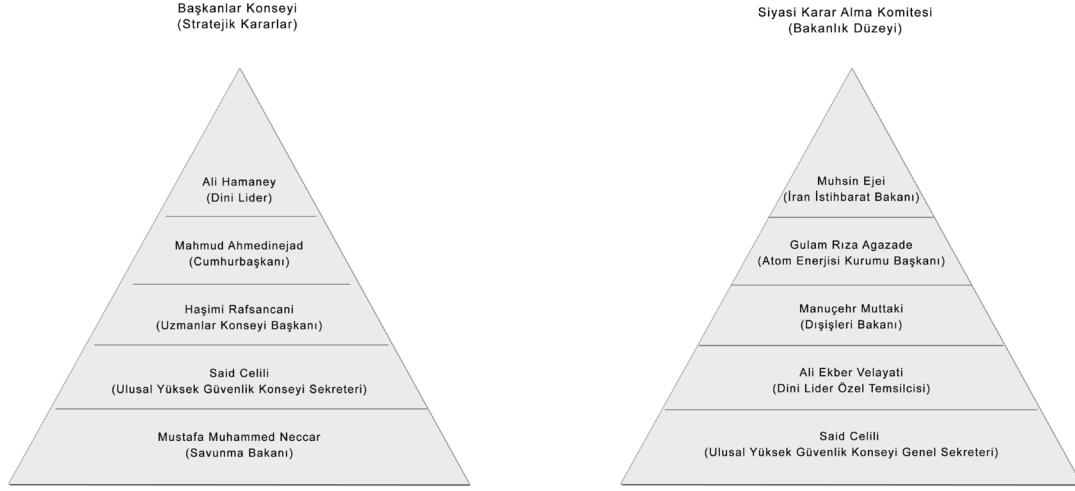 Başkanlar Konseyi
(Stratejik Kararlar)
Ali Hamaney
(Dini Lider)
Mahmud Ahmedinejad
(Cumhurbaşkanı)
Haşimi Rafsancani
(Uzmanlar Konseyi Başkanı)
Said Celili
(Ulusal Yüksek Güvenlik Konseyi Sekreteri)
Mustafa Muhammed Neccar
(Savunma Bakanı)
Siyasi Karar Alma Komitesi
(Bakanlık Düzeyi)
Muhsin Ejei
(İran İstihbarat Bakanı)
Gulam Rıza Agazade
(Atom Enerjisi Kurumu Başkanı)
Manuçehr Muttaki
(Dışişleri Bakanı)
Ali Ekber Velayati
(Dini Lider Özel Temsilcisi)
Said Celili
(Ulusal Yüksek Güvenlik Konseyi Genel Sekreteri)